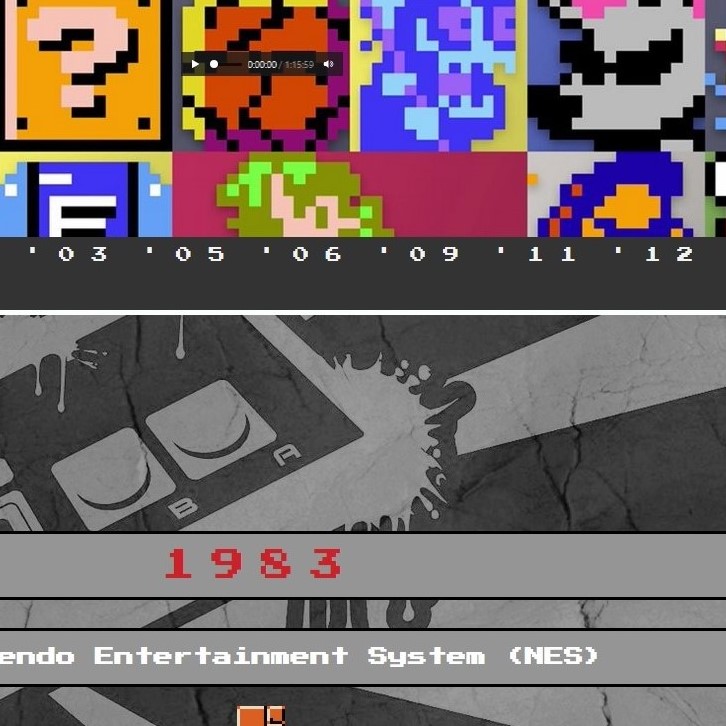 ?
0:00:00 / 1:15:59
'03 '05 '06 '09 '11 '12
A
B
1983
endo Entertainment System (NES)